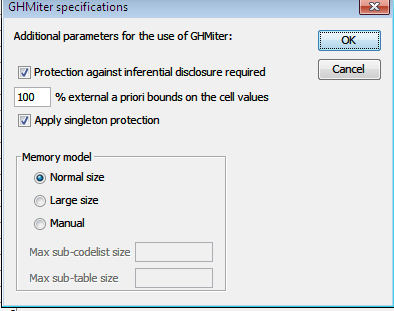 GHMiter specifications
Additional parameters for the use of GHMiter:
OK
Protection against inferential disclosure required
Cancel
100 % external a priori bounds on the cell values
Apply singleton protection
Memory model
Normal size
Large size
Manual
Max sub-codelist size
Max sub-table size